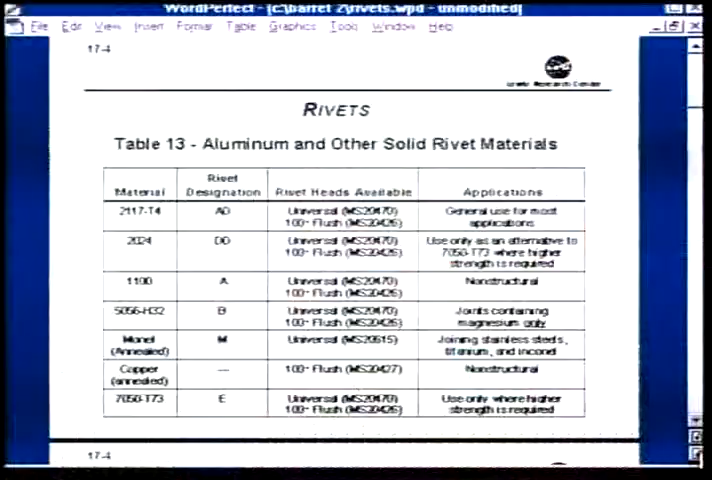 WordPerfect - [c:\barret 2\rivets.wpd - unmodified]
File Edit View Insert Format Table Graphics Tools Window Help
17-4
Lewis Research Center
RIVETS
Table 13 - Aluminum and Other Solid Rivet Materials
Material Rivet Designation Rivet Heads Available Applications
2117-T4 AD Universal (MS20470) General use for most
100° Flush (MS20426) applications
2024 DD Universal (MS20470) Use only as an alternative to
100° Flush (MS20426) 7050-T73 where higher
strength is required
1100 A Universal (MS20470) Nonstructural
100° Flush (MS20426)
5056-H32 B Universal (MS20470) Joints containing
100° Flush (MS20426) magnesium only
Monel M Universal (MS20615) Joining stainless steels,
(Annealed) titanium, and inconel
Copper --- 100° Flush (MS20427) Nonstructural
(annealed)
7050-T73 E Universal (MS20470) Use only where higher
100° Flush (MS20426) strength is required
17-4